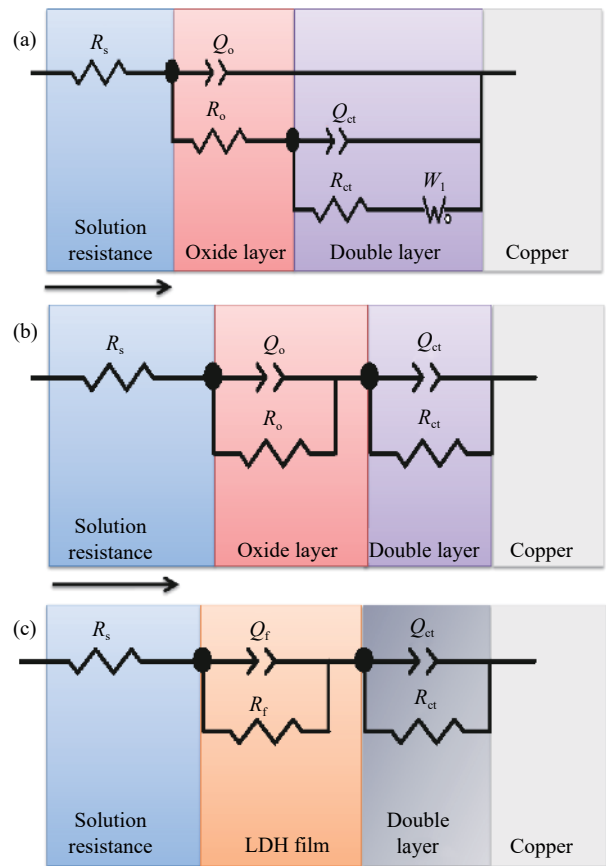 (a)
Rs
Qo
Ro
Qct
Rct
W1
Solution
resistance
Oxide layer
Double layer
Copper
(b)
Rs
Qo
Qct
Ro
Rct
Solution
resistance
Oxide layer
Double layer
Copper
(c)
Rs
Qf
Qct
Rf
Rct
Solution
resistance
LDH film
Double
layer
Copper